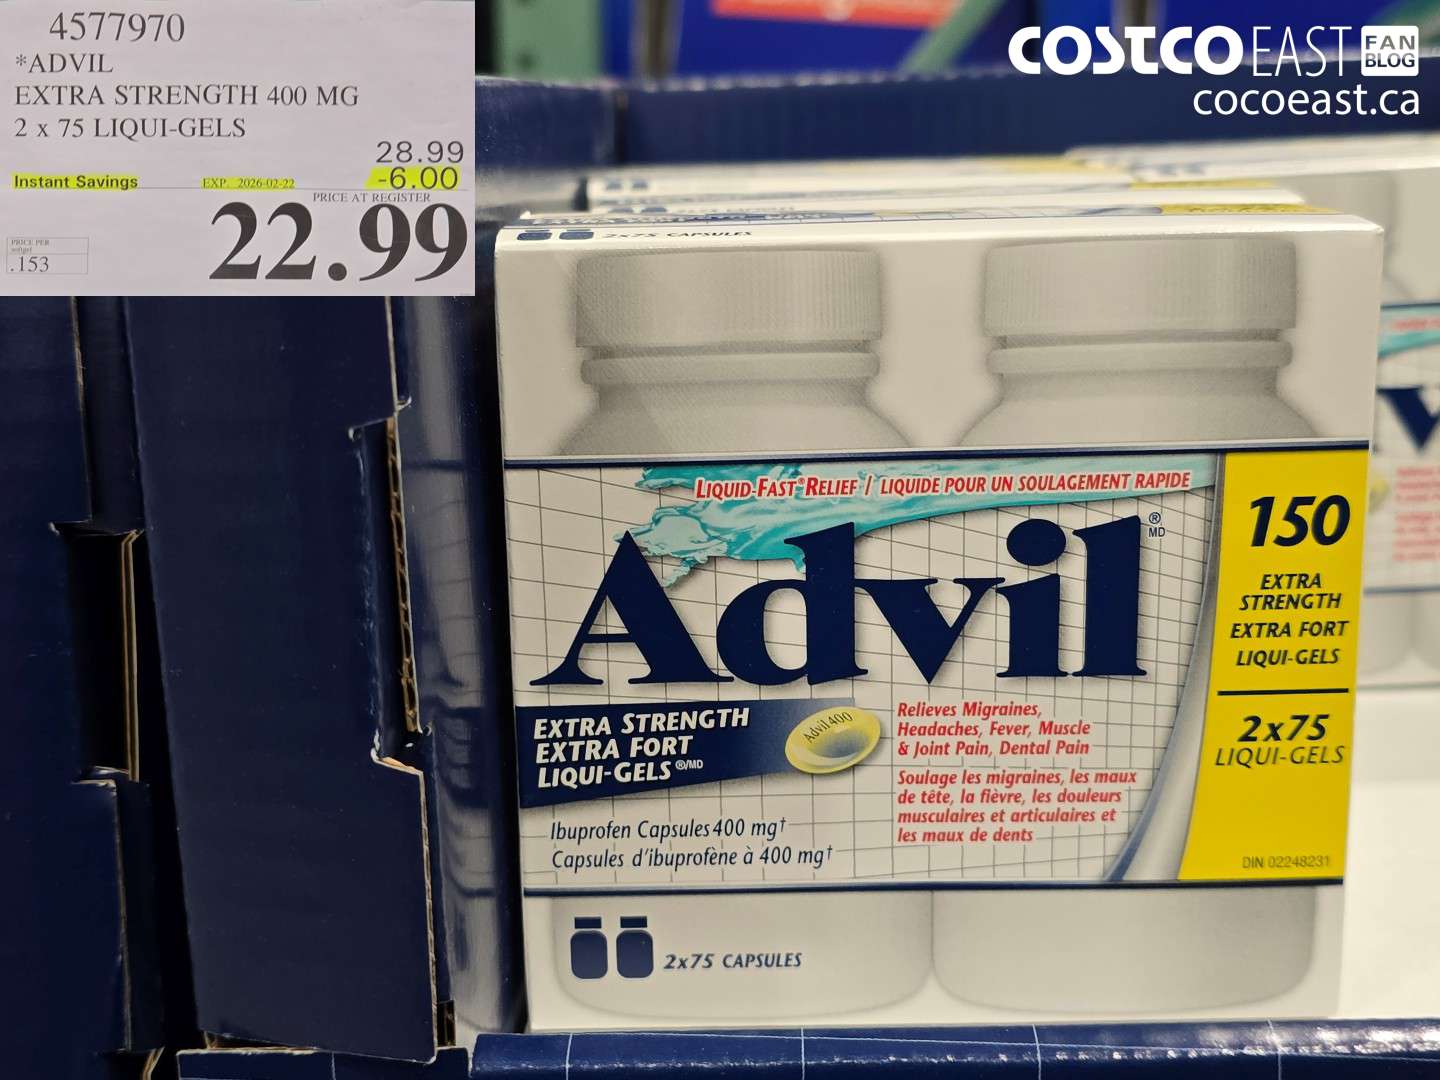 4577970
*ADVIL
EXTRA STRENGTH 400 MG
2 x 75 LIQUI-GELS
28.99
Instant Savings EXP. 2026-02-22 -6.00
PRICE AT REGISTER
22.99
PRICE PER
softgel
.153
COSTCO EAST FAN BLOG
cocoeast.ca
2x75 CAPSULES
LIQUID-FAST® RELIEF / LIQUIDE POUR UN SOULAGEMENT RAPIDE
Advil
®
MD
150
EXTRA
STRENGTH
EXTRA FORT
LIQUI-GELS
2x75
LIQUI-GELS
EXTRA STRENGTH
EXTRA FORT
LIQUI-GELS ®/MD
Advil 400
Relieves Migraines,
Headaches, Fever, Muscle
& Joint Pain, Dental Pain
Soulage les migraines, les maux
de tête, la fièvre, les douleurs
musculaires et articulaires et
les maux de dents
Ibuprofen Capsules 400 mg†
Capsules d'ibuprofène à 400 mg†
DIN 02248231
2x75 CAPSULES